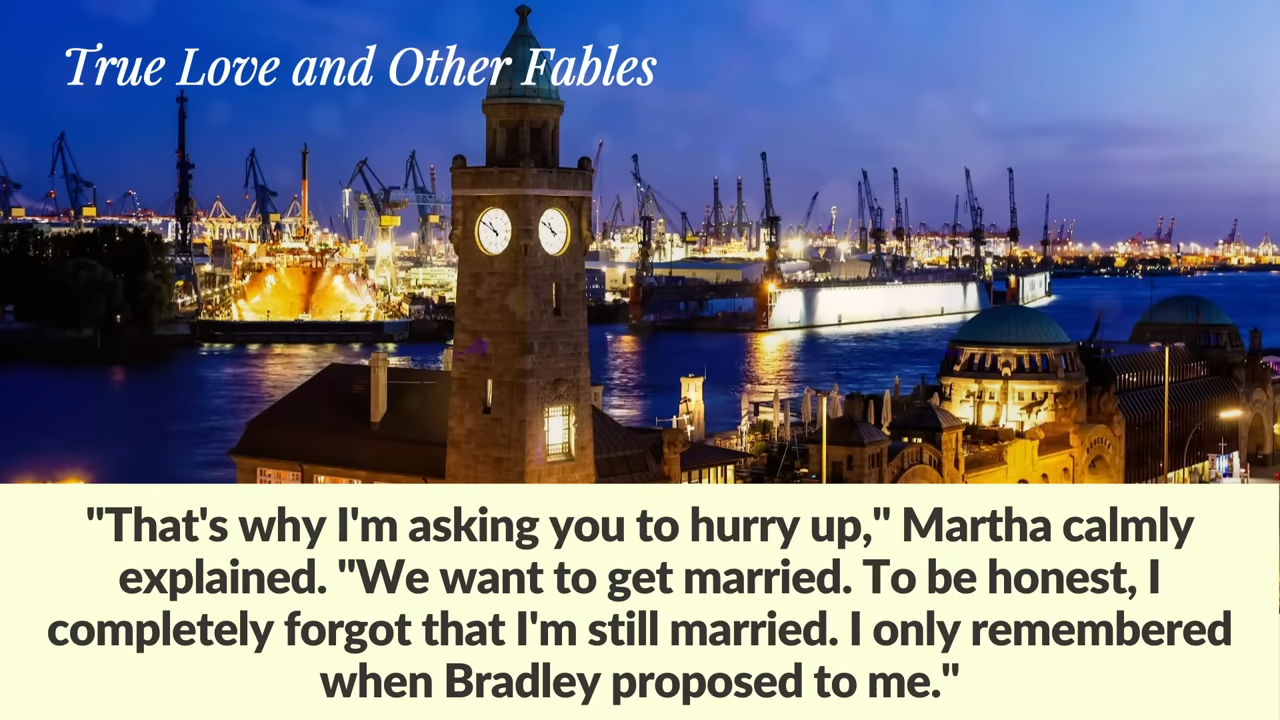 True Love and Other Fables
"That's why I'm asking you to hurry up," Martha calmly
explained. "We want to get married. To be honest, I
completely forgot that I'm still married. I only remembered
when Bradley proposed to me."